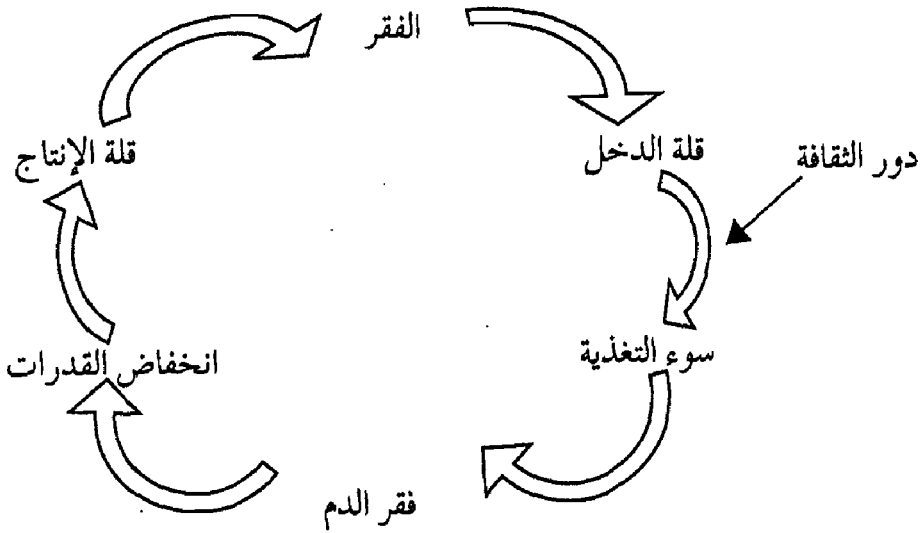 الفقر
قلة الدخل
دور الثقافة
سوء التغذية
فقر الدم
انخفاض القدرات
قلة الإنتاج